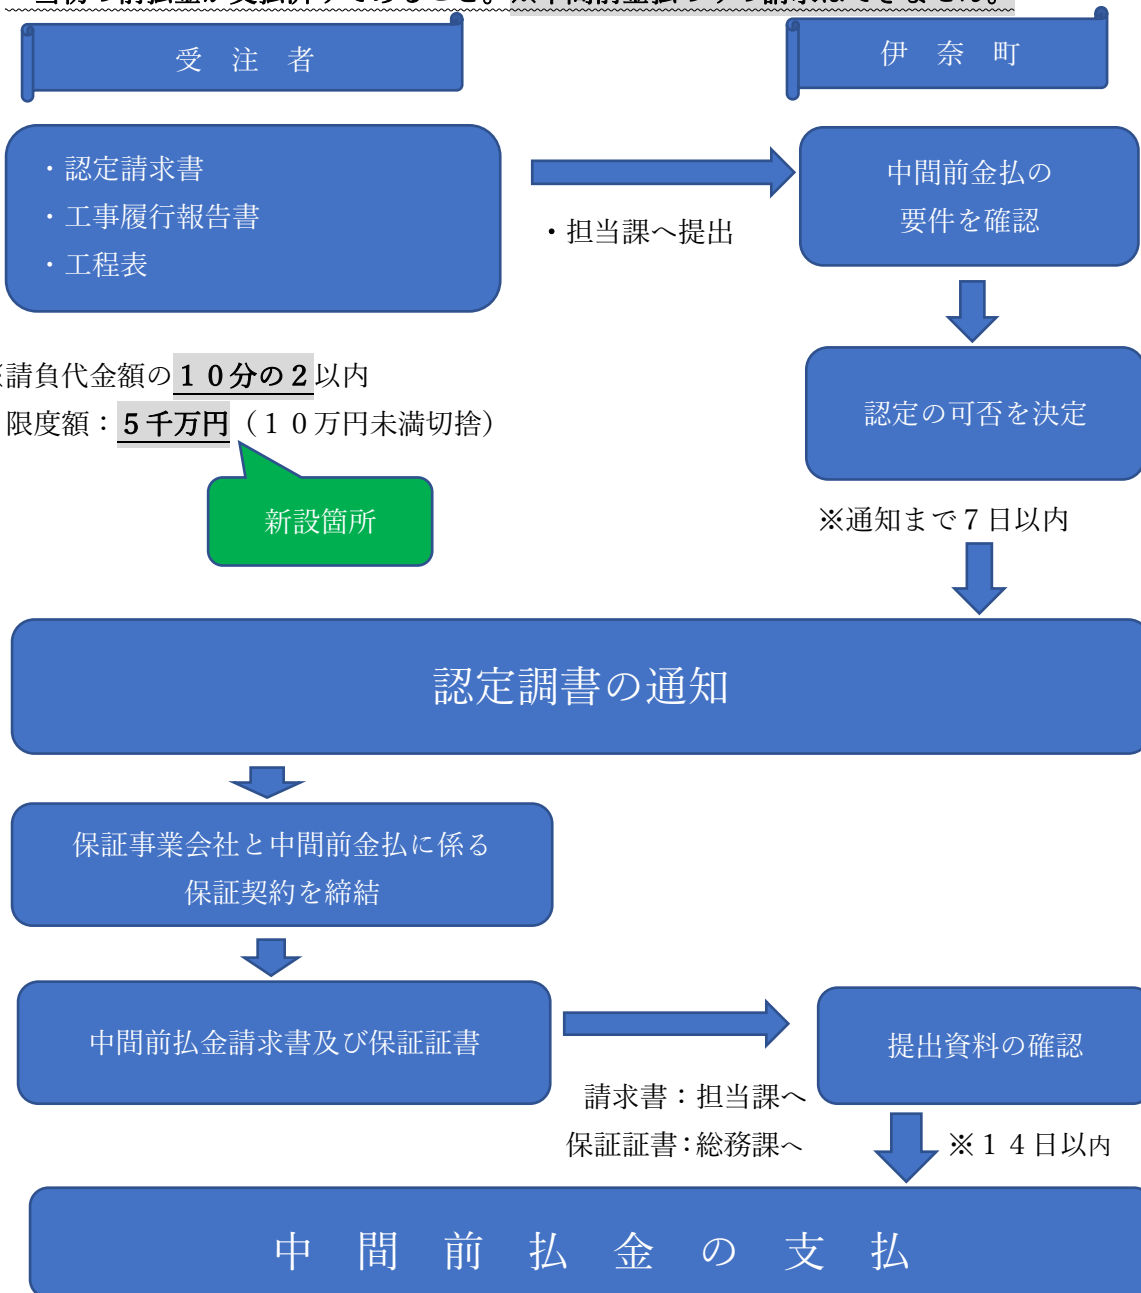 受 注 者
伊 奈 町
・認定請求書
・工事履行報告書
・工程表
・担当課へ提出
中間前金払の
要件を確認
請負代金額の１０分の２以内
限度額：５千万円（１０万円未満切捨）
新設箇所
認定の可否を決定
※通知まで７日以内
認定調書の通知
保証事業会社と中間前金払に係る
保証契約を締結
中間前払金請求書及び保証証書
請求書：担当課へ
保証証書：総務課へ
提出資料の確認
※１４日以内
中 間 前 払 金 の 支 払